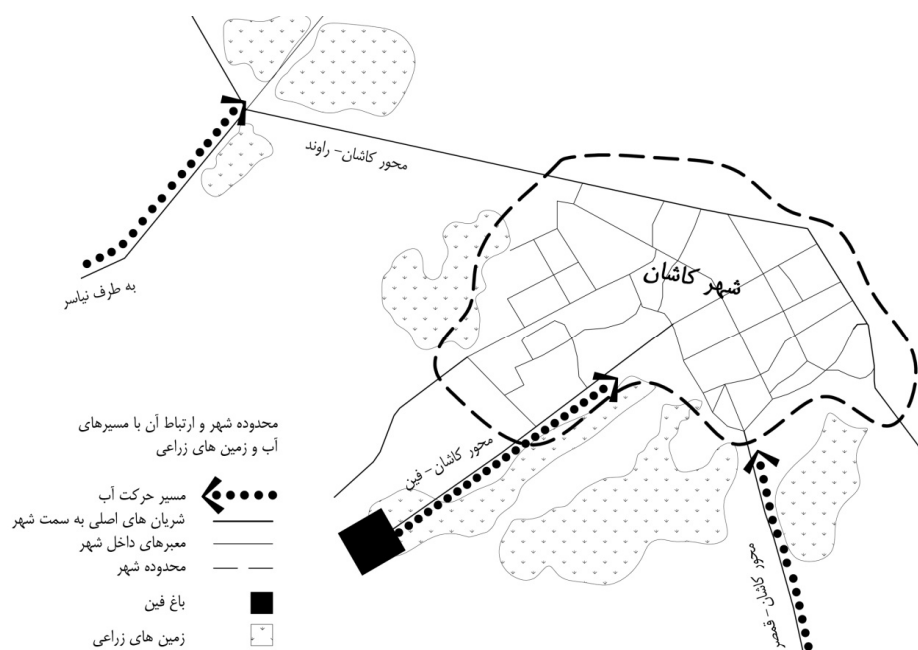 محور کاشان- راوند
به طرف نیاسر
شهر کاشان
محور کاشان- فین
محور کاشان- قمصر
محدوده شهر و ارتباط آن با مسیرهای
آب و زمین های زراعی
مسیر حرکت آب
شریان های اصلی به سمت شهر
معبرهای داخل شهر
محدوده شهر
باغ فین
زمین های زراعی